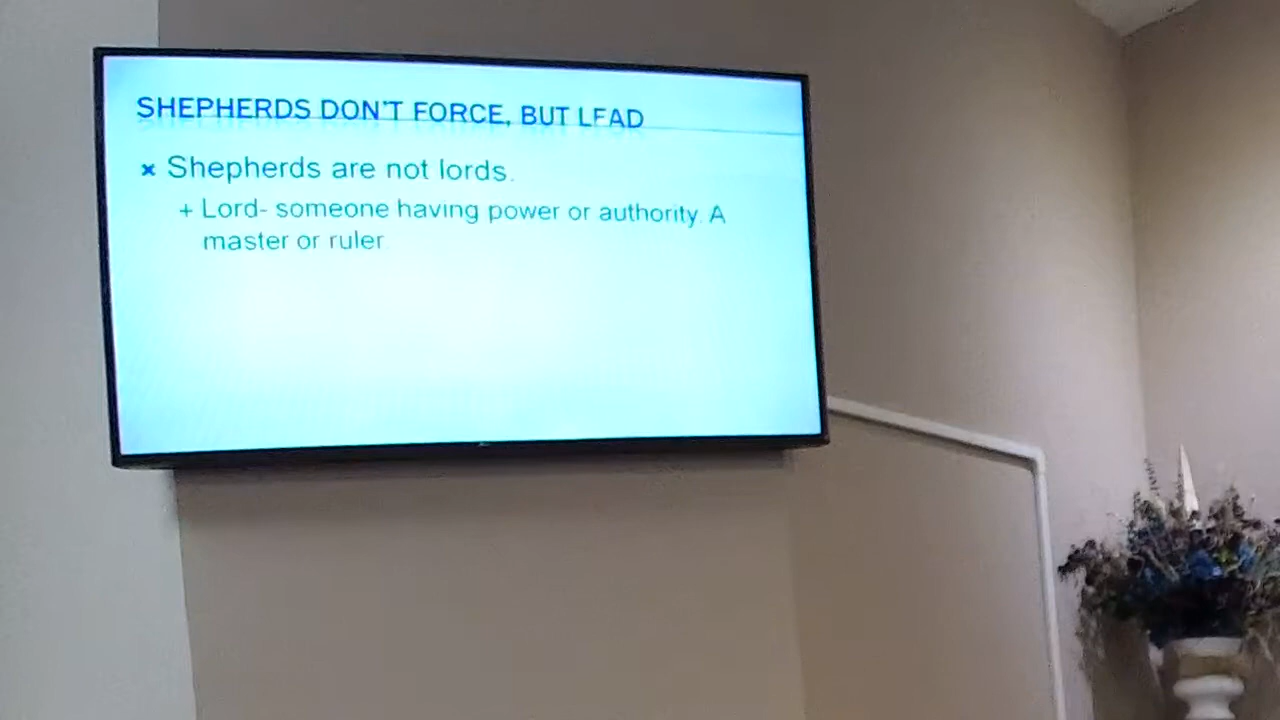 SHEPHERDS DON'T FORCE, BUT LEAD
× Shepherds are not lords.
+ Lord- someone having power or authority. A
master or ruler.